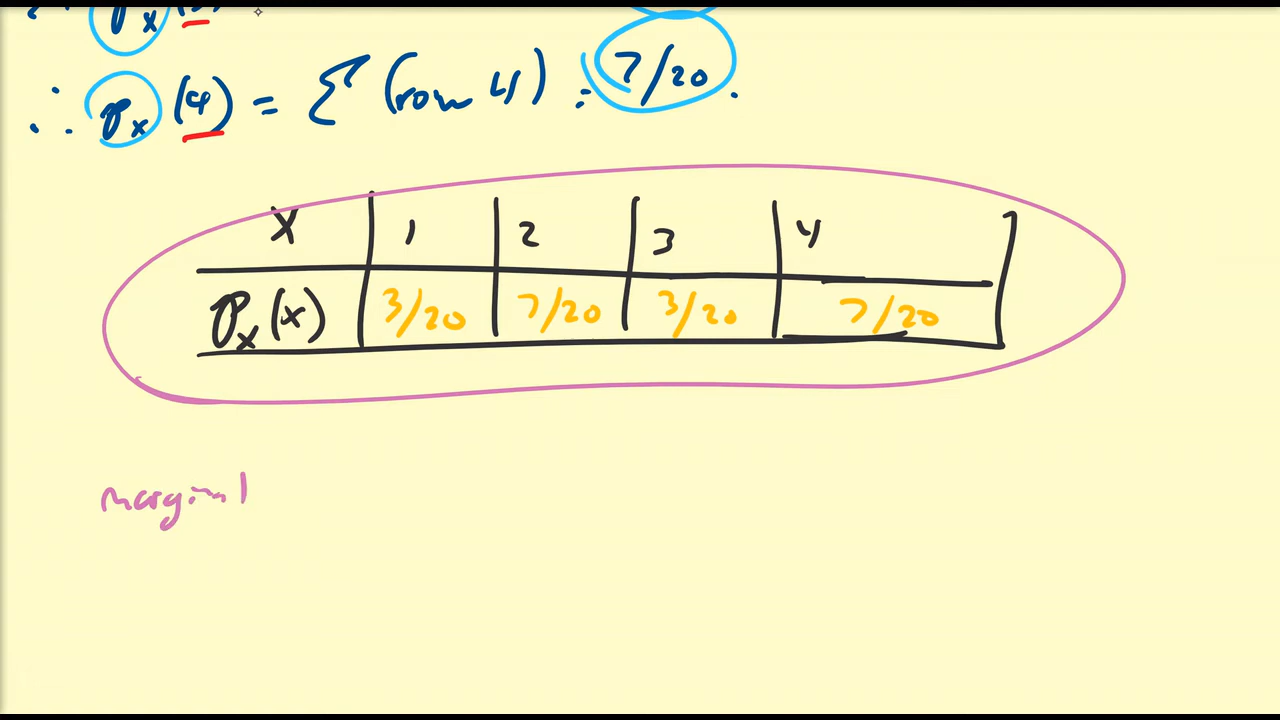 ∴ P_X (4) = Σ (row 4) = 7/20.
X 1 2 3 4
P_X(x) 3/20 7/20 3/20 7/20
marginal